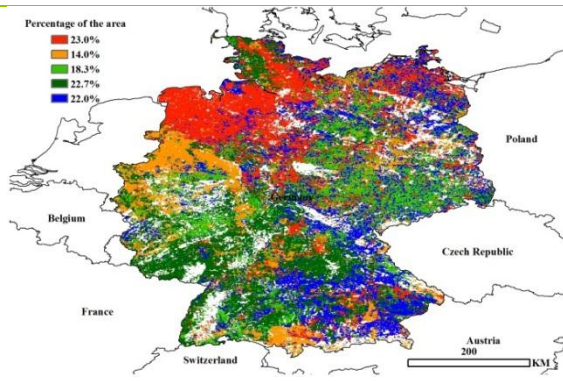 Percentage of the area
23.0%
14.0%
18.3%
22.7%
22.0%
Poland
Germany
Belgium
Czech Republic
France
Austria
200
KM
Switzerland